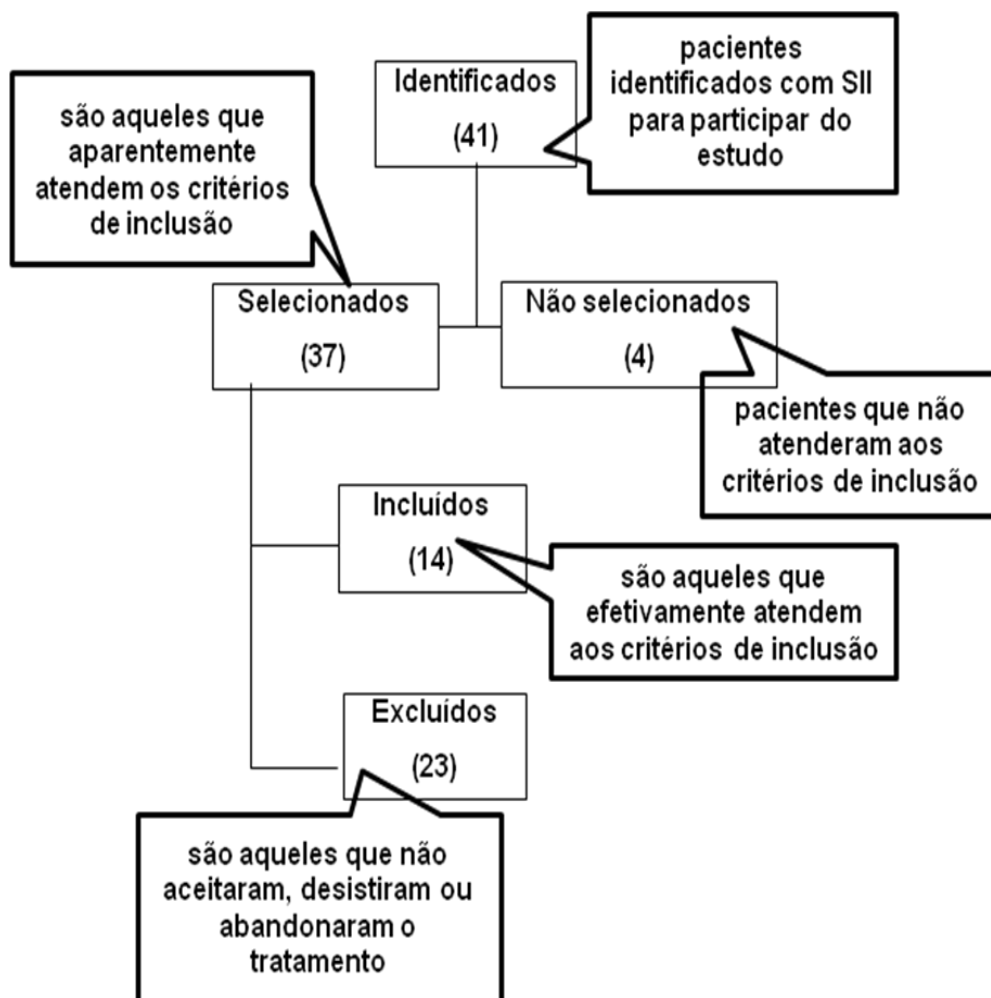 Identificados
(41)
pacientes
identificados com SII
para participar do
estudo
são aqueles que
aparentemente
atendem os critérios
de inclusão
Selecionados
(37)
Não selecionados
(4)
pacientes que não
atenderam aos
critérios de inclusão
Incluídos
(14)
são aqueles que
efetivamente atendem
aos critérios de inclusão
Excluídos
(23)
são aqueles que não
aceitaram, desistiram ou
abandonaram o
tratamento